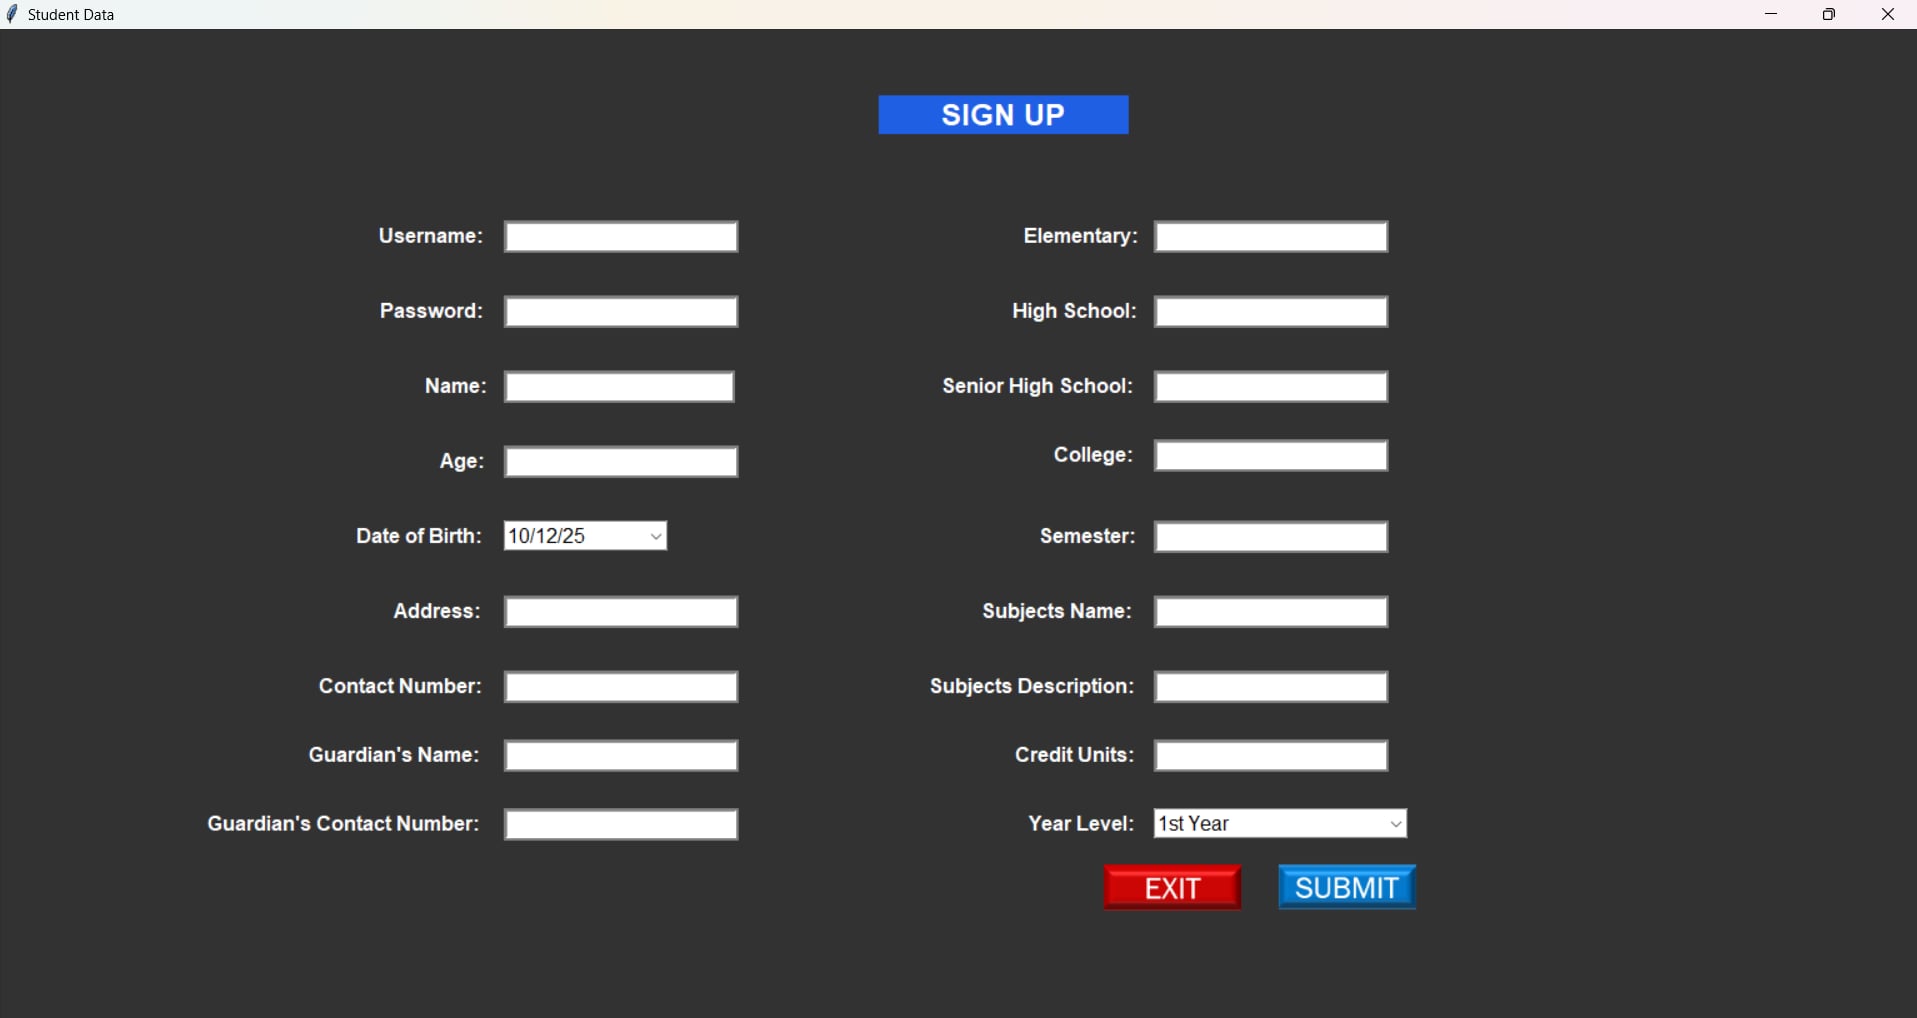 Student Data
SIGN UP
Username:
Password:
Name:
Age:
Date of Birth: 10/12/25
Address:
Contact Number:
Guardian's Name:
Guardian's Contact Number:
Elementary:
High School:
Senior High School:
College:
Semester:
Subjects Name:
Subjects Description:
Credit Units:
Year Level: 1st Year
EXIT SUBMIT